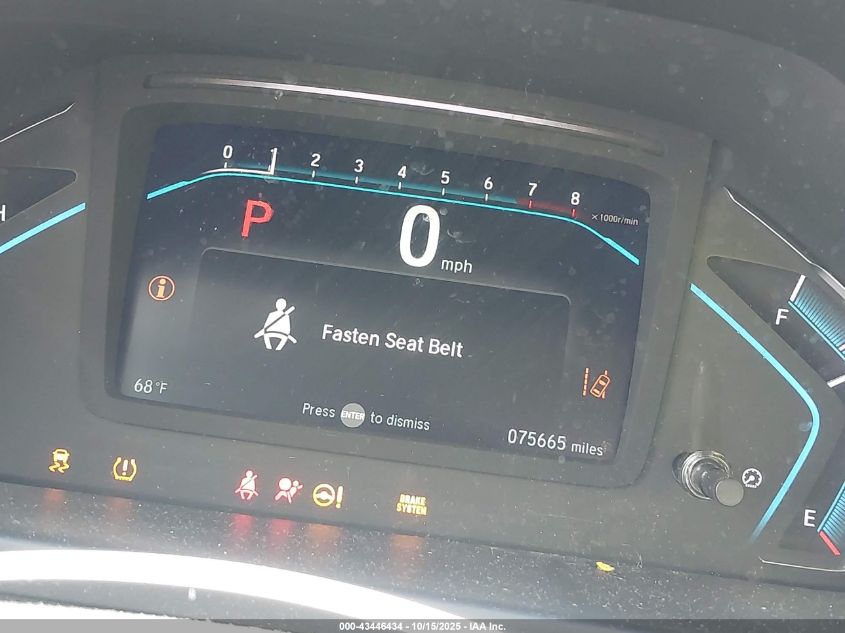 0 1 2 3 4 5 6 7 8
×1000r/min
P 0 mph
H
F
Fasten Seat Belt
68°F
Press ENTER to dismiss
075665 miles
BRAKE
SYSTEM
E
000-43446434 - 10/15/2025 - IAA Inc.